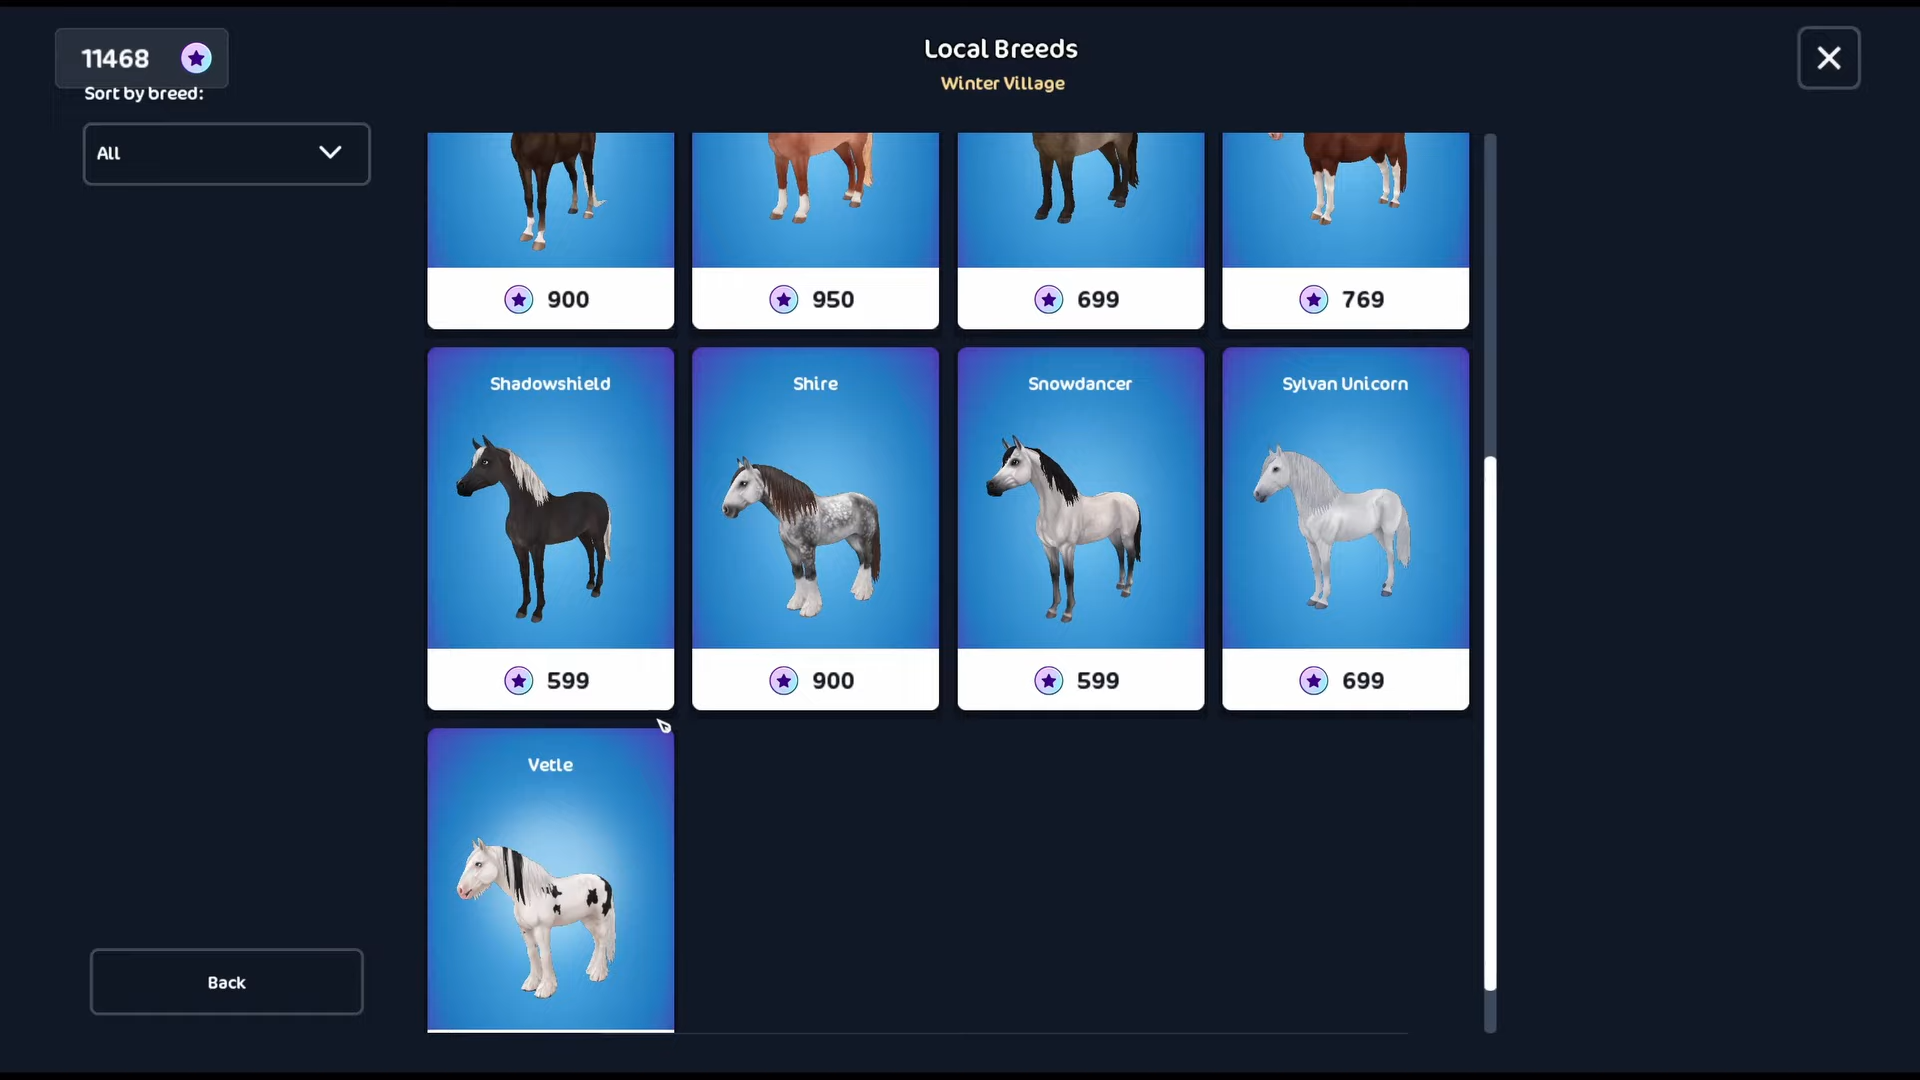 11468
Local Breeds
Winter Village
Sort by breed:
All
900
950
699
769
Shadowshield
Shire
Snowdancer
Sylvan Unicorn
599
900
599
699
Vetle
Back